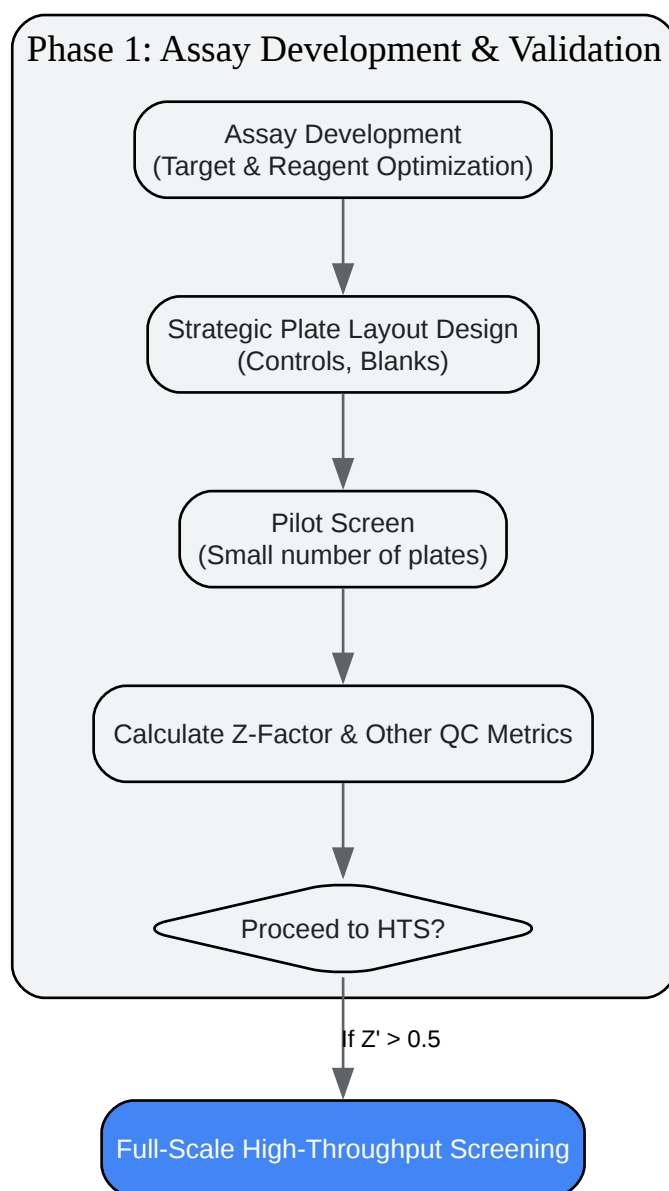 Phase 1: Assay Development & Validation
Assay Development
(Target & Reagent Optimization)
Strategic Plate Layout Design
(Controls, Blanks)
Pilot Screen
(Small number of plates)
Calculate Z-Factor & Other QC Metrics
Proceed to HTS?
If Z' > 0.5
Full-Scale High-Throughput Screening